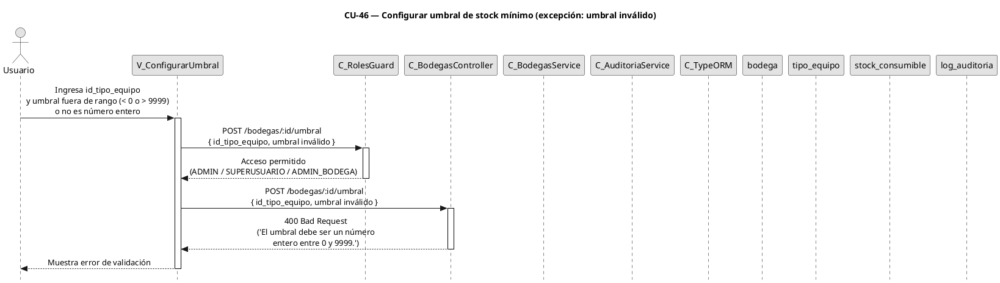 CU-46 — Configurar umbral de stock mínimo (excepción: umbral inválido)
Usuario
V_ConfigurarUmbral
C_RolesGuard
C_BodegasController
C_BodegasService
C_AuditoriaService
C_TypeORM
bodega
tipo_equipo
stock_consumible
log_auditoria
Ingresa id_tipo_equipo
y umbral fuera de rango (< 0 o > 9999)
o no es número entero
POST /bodegas/:id/umbral
{ id_tipo_equipo, umbral inválido }
Acceso permitido
(ADMIN / SUPERUSUARIO / ADMIN_BODEGA)
POST /bodegas/:id/umbral
{ id_tipo_equipo, umbral inválido }
400 Bad Request
('El umbral debe ser un número
entero entre 0 y 9999.')
Muestra error de validación